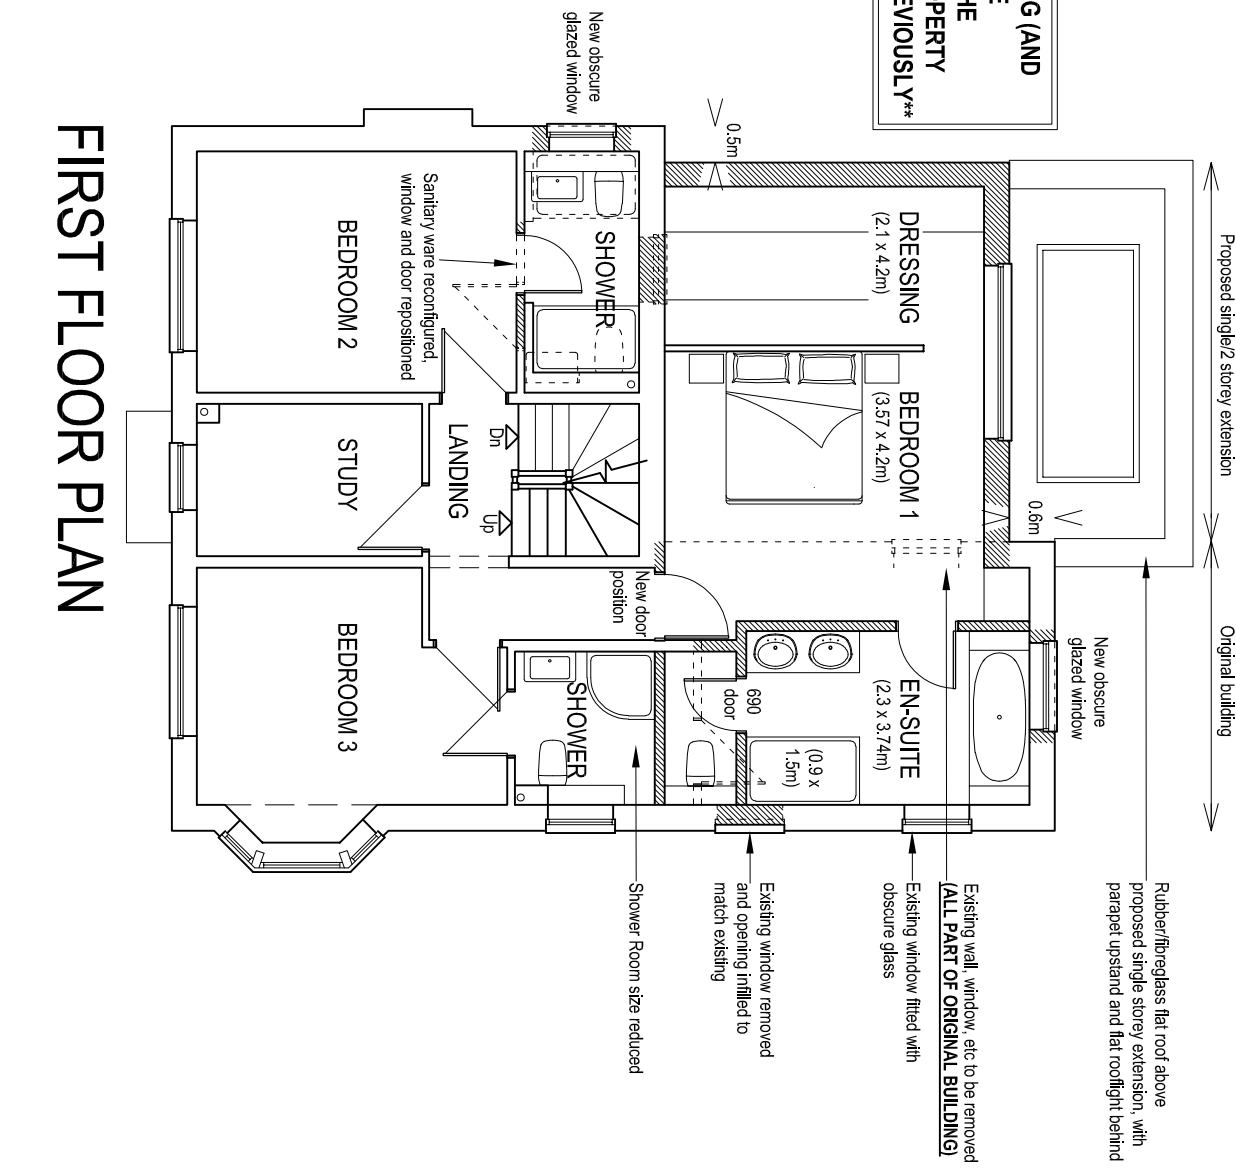 G (AND
E
HE
PPERTY
EVIOUSLY**
Proposed single/2 storey extension
Original building
New obscure
glazed window
0.5m
DRESSING
(2.1 x 4.2m)
SHOWER
Sanitary ware reconfigured,
window and door repositioned
BEDROOM 2
0.6m
BEDROOM 1
(3.57 x 4.2m)
LANDING
Dn
Up
STUDY
New door
position
New obscure
glazed window
EN-SUITE
(2.3 x 3.74m)
690
door
(0.9 x
1.5m)
SHOWER
BEDROOM 3
Rubber/fibreglass flat roof above
proposed single storey extension, with
parapet upstand and flat rooflight behind
Existing wall, window, etc to be removed
(ALL PART OF ORIGINAL BUILDING)
Existing window fitted with
obscure glass
Existing window removed
and opening infilled to
match existing
Shower Room size reduced
FIRST FLOOR PLAN